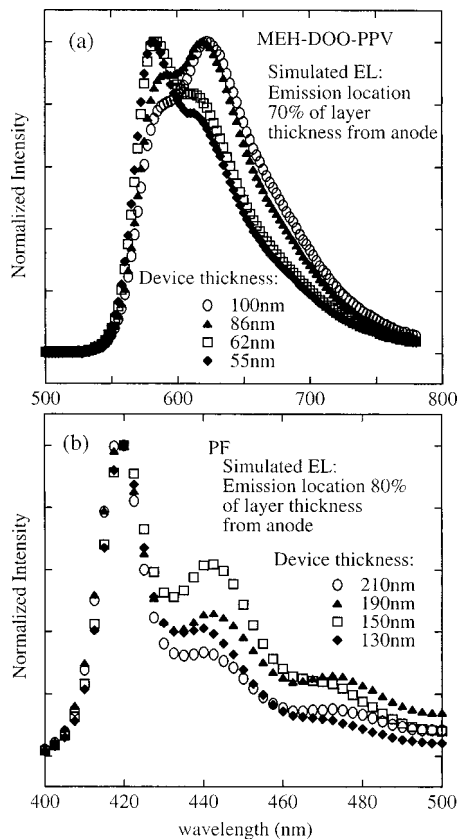 (a)
MEH-DOO-PPV
Simulated EL:
Emission location
70% of layer
thickness from anode
Normalized Intensity
Device thickness:
100nm
86nm
62nm
55nm
500 600 700 800
(b)
PF
Simulated EL:
Emission location 80%
of layer thickness
from anode
Normalized Intensity
Device thickness:
210nm
190nm
150nm
130nm
400 420 440 460 480 500
wavelength (nm)